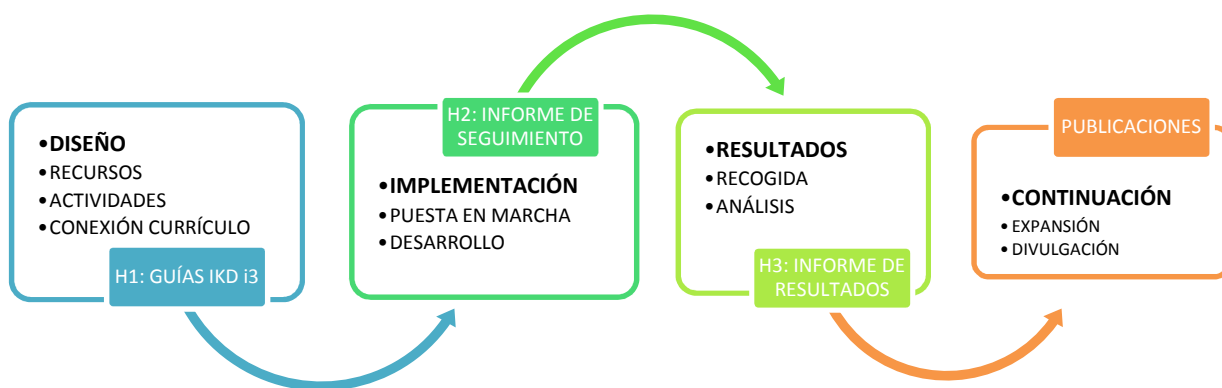 •DISEÑO
•RECURSOS
•ACTIVIDADES
•CONEXIÓN CURRÍCULO
H1: GUÍAS IKD i3
H2: INFORME DE
SEGUIMIENTO
•IMPLEMENTACIÓN
•PUESTA EN MARCHA
•DESARROLLO
•RESULTADOS
•RECOGIDA
•ANÁLISIS
H3: INFORME DE
RESULTADOS
PUBLICACIONES
•CONTINUACIÓN
•EXPANSIÓN
•DIVULGACIÓN